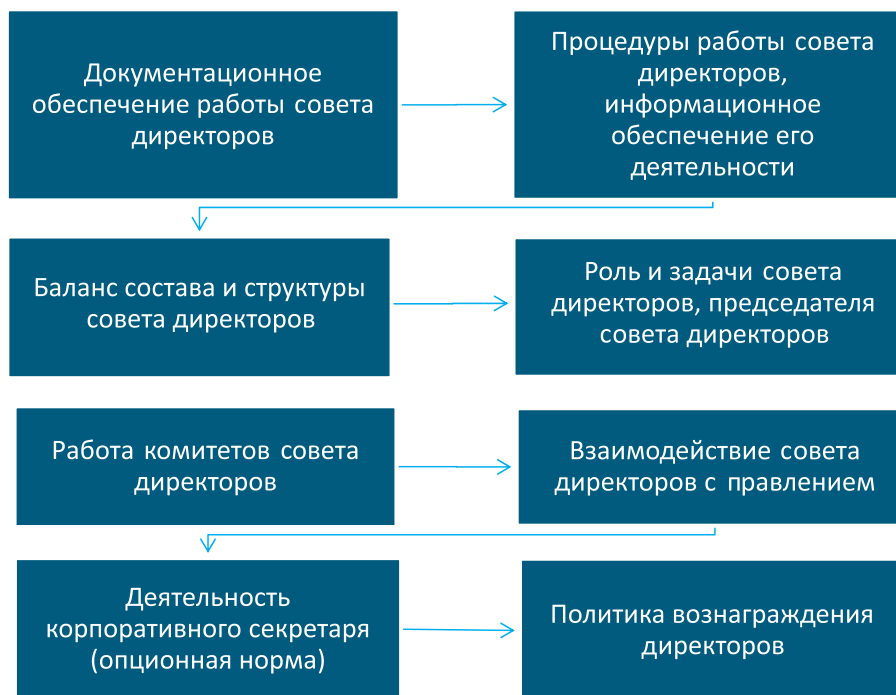 Документационное
обеспечение работы совета
директоров
Процедуры работы совета
директоров,
информационное
обеспечение его
деятельности
Баланс состава и структуры
совета директоров
Роль и задачи совета
директоров, председателя
совета директоров
Работа комитетов совета
директоров
Взаимодействие совета
директоров с правлением
Деятельность
корпоративного секретаря
(опционная норма)
Политика вознаграждения
директоров